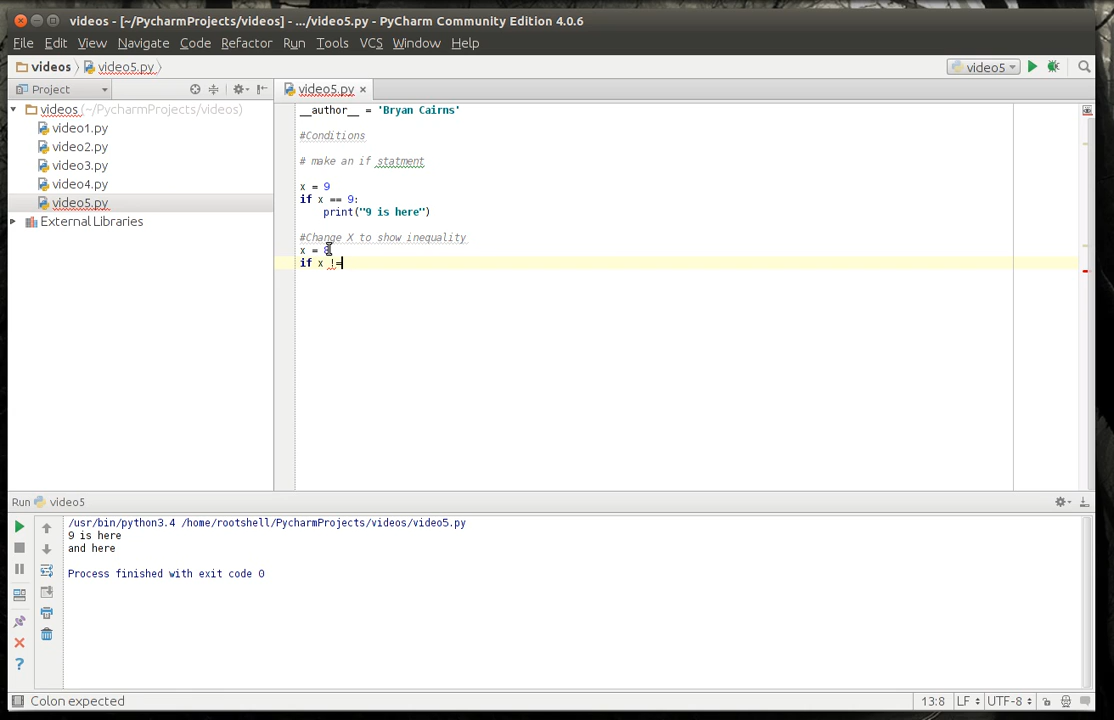 videos - [~/PycharmProjects/videos] - .../video5.py - PyCharm Community Edition 4.0.6
File Edit View Navigate Code Refactor Run Tools VCS Window Help
videos video5.py video5
Project video5.py
videos (~/PycharmProjects/videos)
video1.py
video2.py
video3.py
video4.py
video5.py
External Libraries
__author__ = 'Bryan Cairns'
#Conditions
# make an if statment
x = 9
if x == 9:
print("9 is here")
#Change X to show inequality
x = 8
if x !=
Run video5
/usr/bin/python3.4 /home/rootshell/PycharmProjects/videos/video5.py
9 is here
and here
Process finished with exit code 0
Colon expected 13:8 LF UTF-8